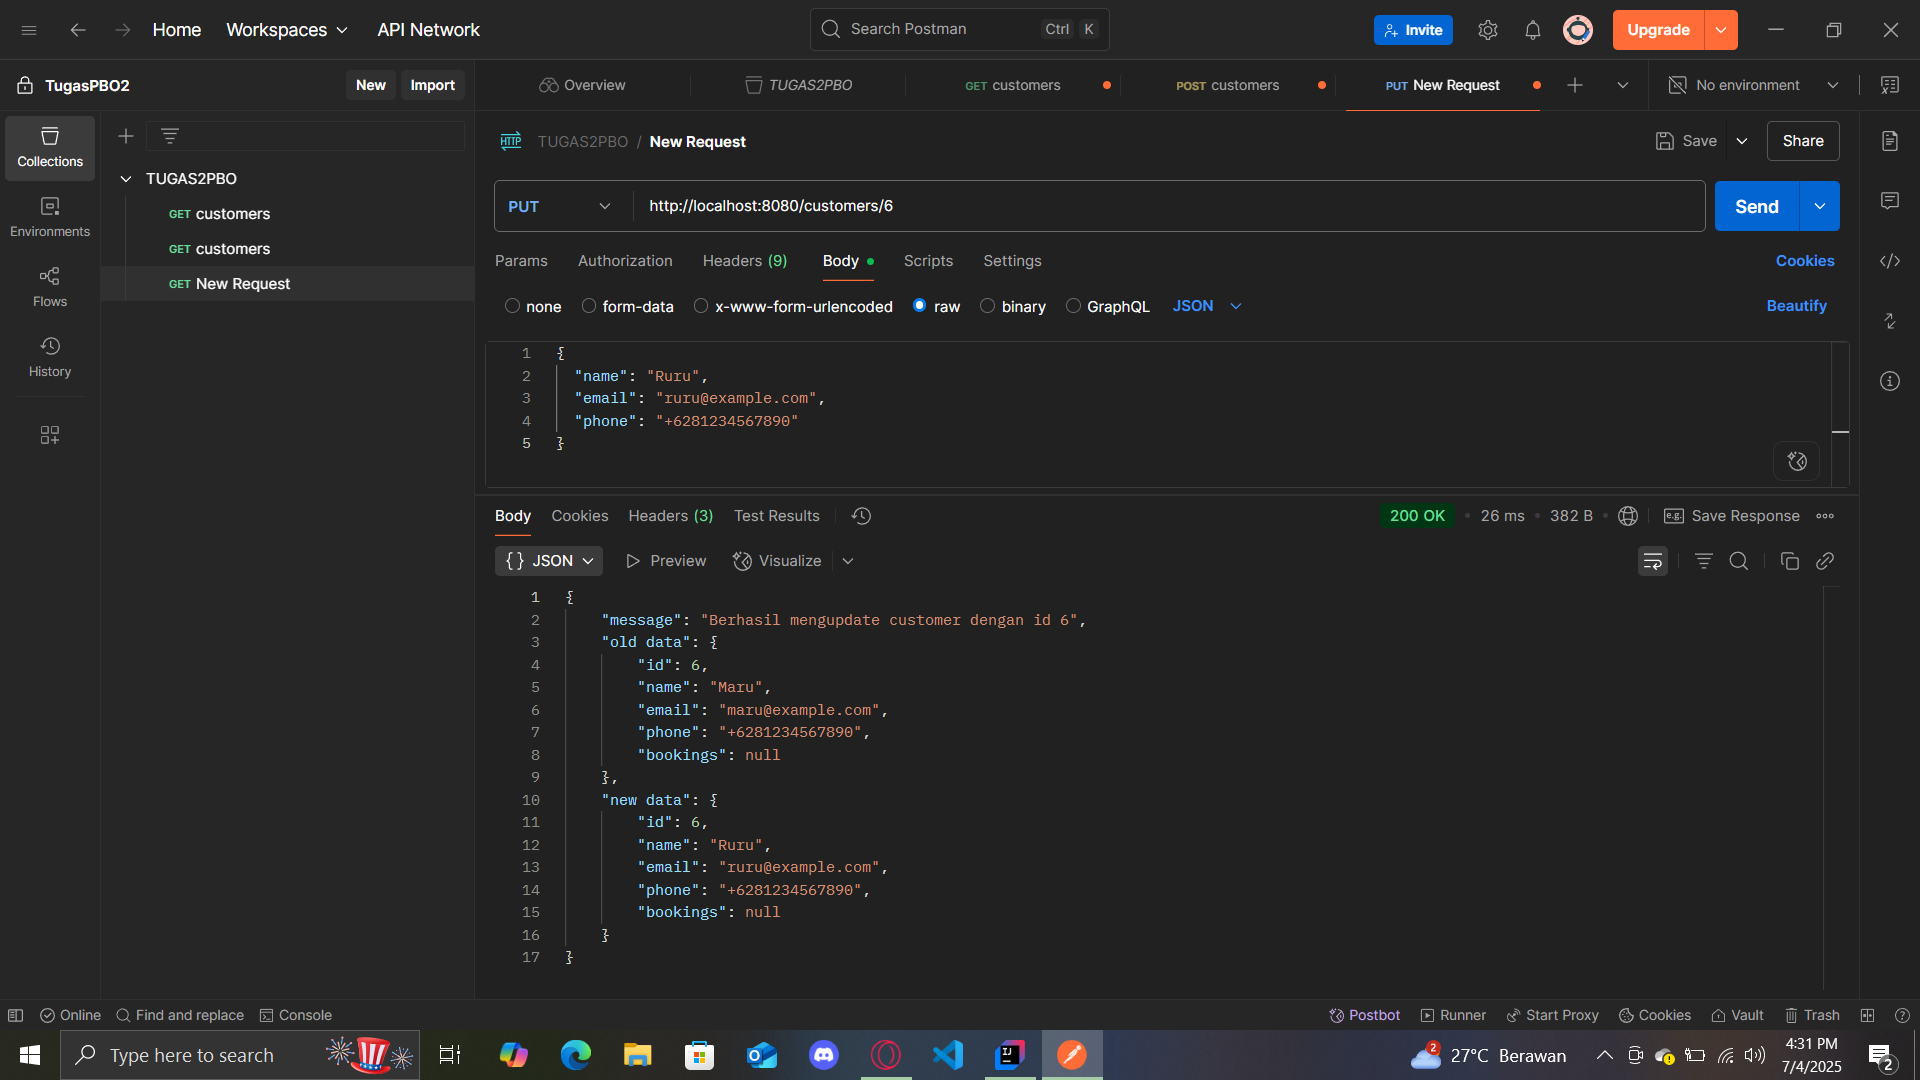 Home
Workspaces
API Network
Search Postman
Ctrl
K
Invite
Upgrade
TugasPBO2
New
Import
Overview
TUGAS2PBO
GET customers
POST customers
PUT New Request
No environment
Collections
Environments
Flows
History
TUGAS2PBO
GET customers
GET customers
GET New Request
HTTP
TUGAS2PBO / New Request
Save
Share
PUT
http://localhost:8080/customers/6
Send
Params
Authorization
Headers (9)
Body
Scripts
Settings
Cookies
none
form-data
x-www-form-urlencoded
raw
binary
GraphQL
JSON
Beautify
1 {
2 "name": "Ruru",
3 "email": "ruru@example.com",
4 "phone": "+6281234567890"
5 }
Body
Cookies
Headers (3)
Test Results
200 OK
26 ms
382 B
e.g. Save Response
{} JSON
Preview
Visualize
1 {
2 "message": "Berhasil mengupdate customer dengan id 6",
3 "old data": {
4 "id": 6,
5 "name": "Maru",
6 "email": "maru@example.com",
7 "phone": "+6281234567890",
8 "bookings": null
9 },
10 "new data": {
11 "id": 6,
12 "name": "Ruru",
13 "email": "ruru@example.com",
14 "phone": "+6281234567890",
15 "bookings": null
16 }
17 }
Online
Find and replace
Console
Postbot
Runner
Start Proxy
Cookies
Vault
Trash
Type here to search
2
27°C Berawan
4:31 PM
7/4/2025
2